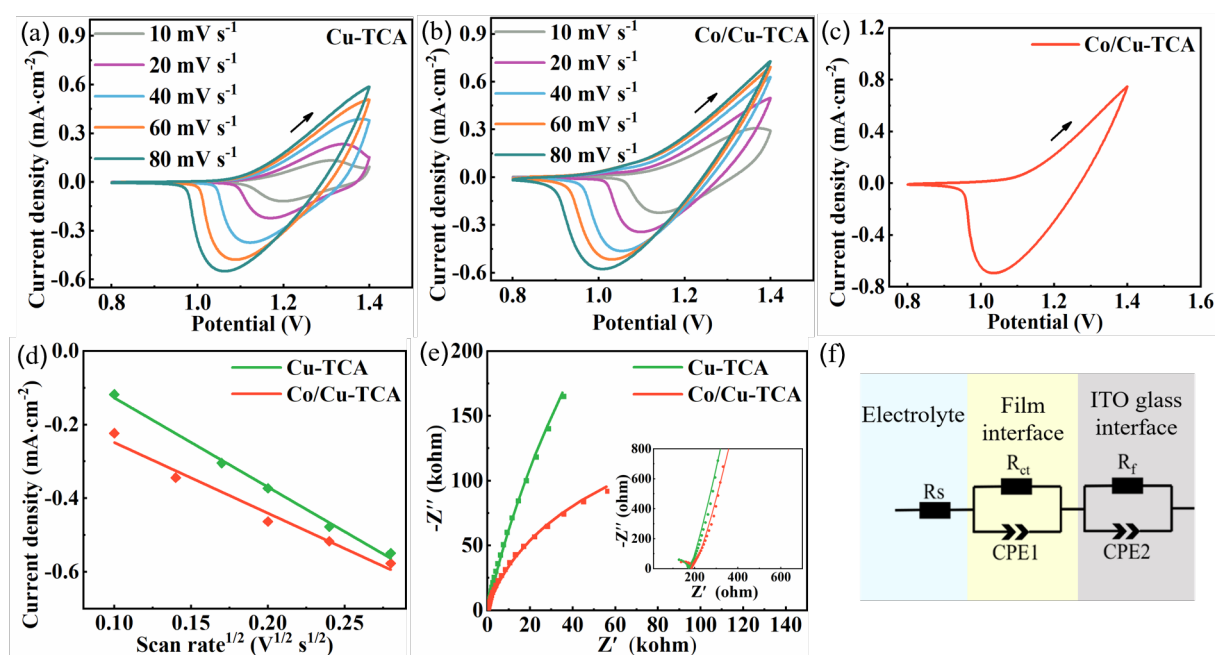 (a)
Cu-TCA
10 mV s⁻¹
20 mV s⁻¹
40 mV s⁻¹
60 mV s⁻¹
80 mV s⁻¹
Current density (mA·cm⁻²)
0.9
0.6
0.3
0.0
-0.3
-0.6
0.8 1.0 1.2 1.4
Potential (V)
(b)
Co/Cu-TCA
10 mV s⁻¹
20 mV s⁻¹
40 mV s⁻¹
60 mV s⁻¹
80 mV s⁻¹
Current density (mA·cm⁻²)
0.9
0.6
0.3
0.0
-0.3
-0.6
0.8 1.0 1.2 1.4
Potential (V)
(c)
Co/Cu-TCA
Current density (mA·cm⁻²)
1.2
0.8
0.4
0.0
-0.4
-0.8
0.8 1.0 1.2 1.4 1.6
Potential (V)
(d)
Cu-TCA
Co/Cu-TCA
Current density (mA·cm⁻²)
0.0
-0.2
-0.4
-0.6
0.10 0.15 0.20 0.25
Scan rate¹ᐟ² (V¹ᐟ² s¹ᐟ²)
(e)
Cu-TCA
Co/Cu-TCA
-Z″ (kohm)
200
150
100
50
0
0 20 40 60 80 100 120 140
Z′ (kohm)
-Z″ (ohm)
800
600
400
200
0
200 400 600
Z′ (ohm)
(f)
Electrolyte
Film
interface
ITO glass
interface
Rs
R_ct
CPE1
R_f
CPE2